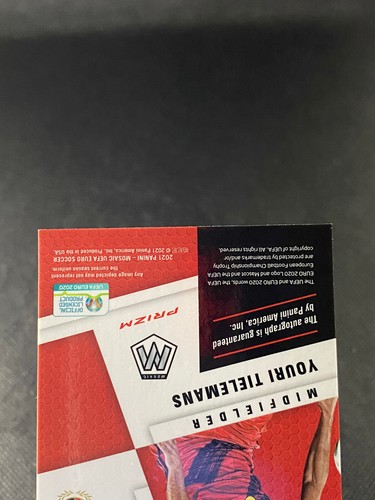 MIDFIELDER
YOURI TIELEMANS
The autograph is guaranteed
by Panini America, Inc.
MOSAIC
PRIZM
The UEFA and EURO 2020 words, the UEFA
EURO 2020 Logo and Mascot and the UEFA
European Football Championship Trophy
are protected by trademarks and/or
copyright of UEFA. All rights reserved.
OFFICIAL
LICENSED
PRODUCT
UEFA EURO 2020
Any image depicted may not represent
the current season uniform.
2021 PANINI – MOSAIC UEFA EURO SOCCER
© 2021 Panini America, Inc. Produced in the USA.